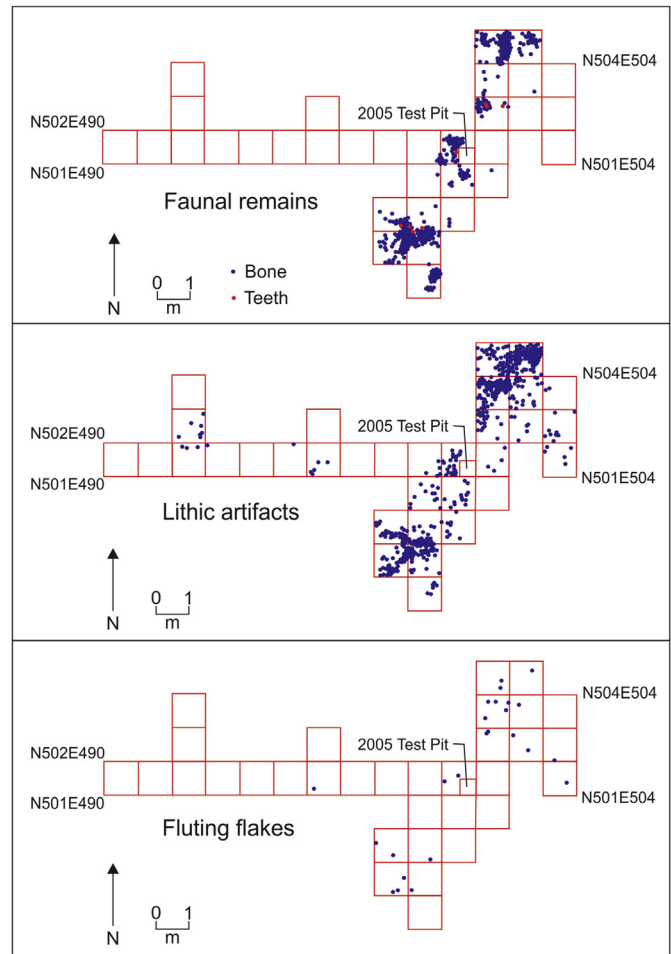 N504E504
2005 Test Pit
N502E490
N501E490
N501E504
Faunal remains
Bone
Teeth
0 1
m
N
N504E504
2005 Test Pit
N502E490
N501E490
N501E504
Lithic artifacts
0 1
m
N
N504E504
2005 Test Pit
N502E490
N501E490
N501E504
Fluting flakes
0 1
m
N